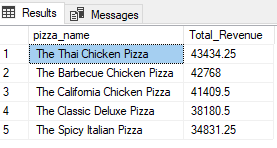 Results Messages
pizza_name Total_Revenue
1 The Thai Chicken Pizza 43434.25
2 The Barbecue Chicken Pizza 42768
3 The California Chicken Pizza 41409.5
4 The Classic Deluxe Pizza 38180.5
5 The Spicy Italian Pizza 34831.25